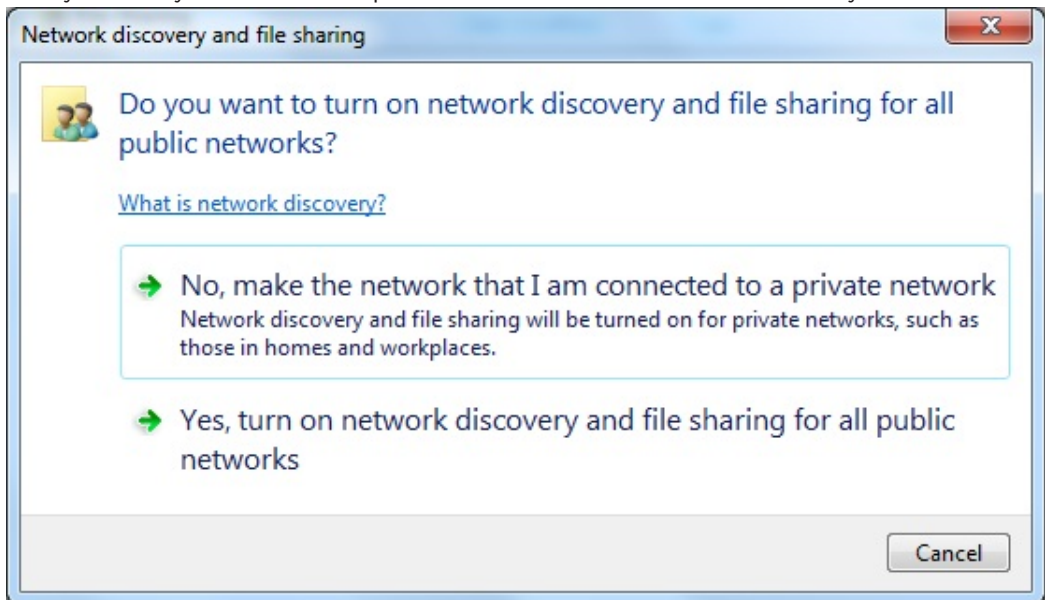 Network discovery and file sharing
Do you want to turn on network discovery and file sharing for all
public networks?
What is network discovery?
No, make the network that I am connected to a private network
Network discovery and file sharing will be turned on for private networks, such as
those in homes and workplaces.
Yes, turn on network discovery and file sharing for all public
networks
Cancel